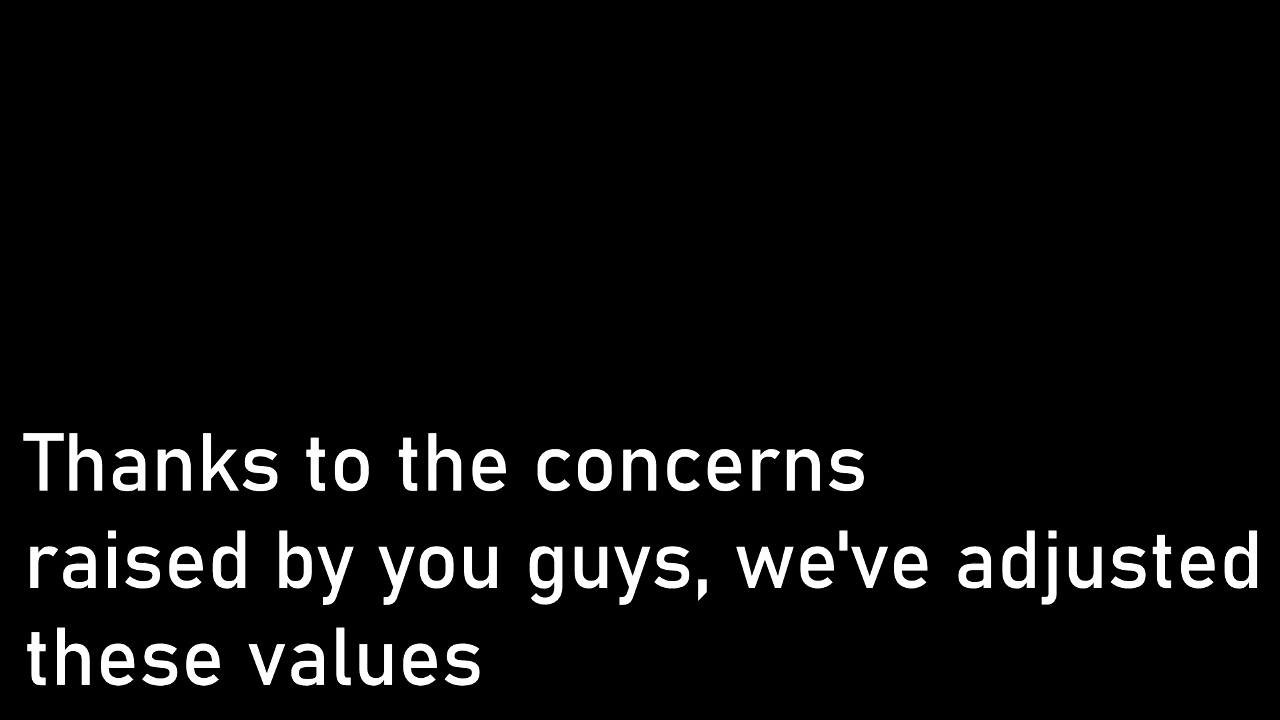 Thanks to the concerns
raised by you guys, we've adjusted
these values